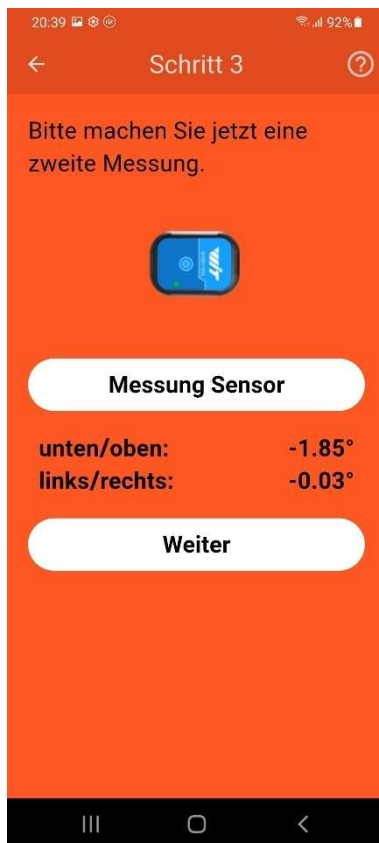 20:39 92%
Schritt 3
Bitte machen Sie jetzt eine
zweite Messung.
WIT
Messung Sensor
unten/oben: -1.85°
links/rechts: -0.03°
Weiter